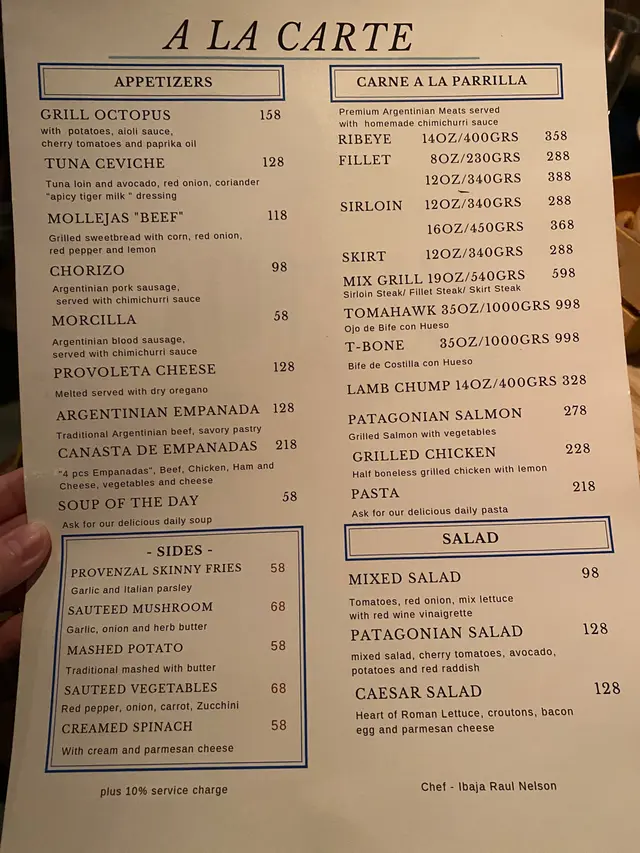 A LA CARTE
APPETIZERS
GRILL OCTOPUS 158
with potatoes, aioli sauce,
cherry tomatoes and paprika oil
TUNA CEVICHE 128
Tuna loin and avocado, red onion, coriander
"apicy tiger milk " dressing
MOLLEJAS "BEEF" 118
Grilled sweetbread with corn, red onion,
red pepper and lemon
CHORIZO 98
Argentinian pork sausage,
served with chimichurri sauce
MORCILLA 58
Argentinian blood sausage,
served with chimichurri sauce
PROVOLETA CHEESE 128
Melted served with dry oregano
ARGENTINIAN EMPANADA 128
Traditional Argentinian beef, savory pastry
CANASTA DE EMPANADAS 218
"4 pcs Empanadas", Beef, Chicken, Ham and
Cheese, vegetables and cheese
SOUP OF THE DAY 58
Ask for our delicious daily soup
- SIDES -
PROVENZAL SKINNY FRIES 58
Garlic and Italian parsley
SAUTEED MUSHROOM 68
Garlic, onion and herb butter
MASHED POTATO 58
Traditional mashed with butter
SAUTEED VEGETABLES 68
Red pepper, onion, carrot, Zucchini
CREAMED SPINACH 58
With cream and parmesan cheese
plus 10% service charge
CARNE A LA PARRILLA
Premium Argentinian Meats served
with homemade chimichurri sauce
RIBEYE 14OZ/400GRS 358
FILLET 8OZ/230GRS 288
12OZ/340GRS 388
SIRLOIN 12OZ/340GRS 288
16OZ/450GRS 368
SKIRT 12OZ/340GRS 288
MIX GRILL 19OZ/540GRS 598
Sirloin Steak/ Fillet Steak/ Skirt Steak
TOMAHAWK 35OZ/1000GRS 998
Ojo de Bife con Hueso
T-BONE 35OZ/1000GRS 998
Bife de Costilla con Hueso
LAMB CHUMP 14OZ/400GRS 328
PATAGONIAN SALMON 278
Grilled Salmon with vegetables
GRILLED CHICKEN 228
Half boneless grilled chicken with lemon
PASTA 218
Ask for our delicious daily pasta
SALAD
MIXED SALAD 98
Tomatoes, red onion, mix lettuce
with red wine vinaigrette
PATAGONIAN SALAD 128
mixed salad, cherry tomatoes, avocado,
potatoes and red raddish
CAESAR SALAD 128
Heart of Roman Lettuce, croutons, bacon
egg and parmesan cheese
Chef - Ibaja Raul Nelson